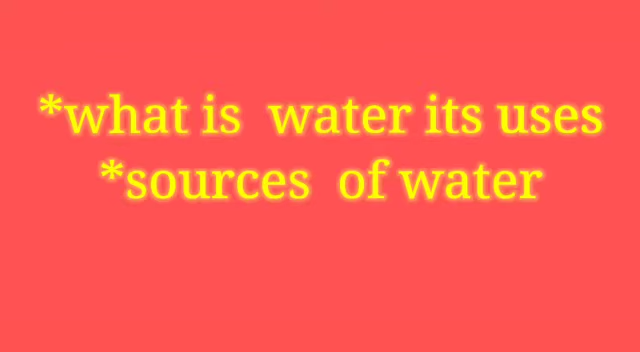 *what is  water its uses
*sources  of water